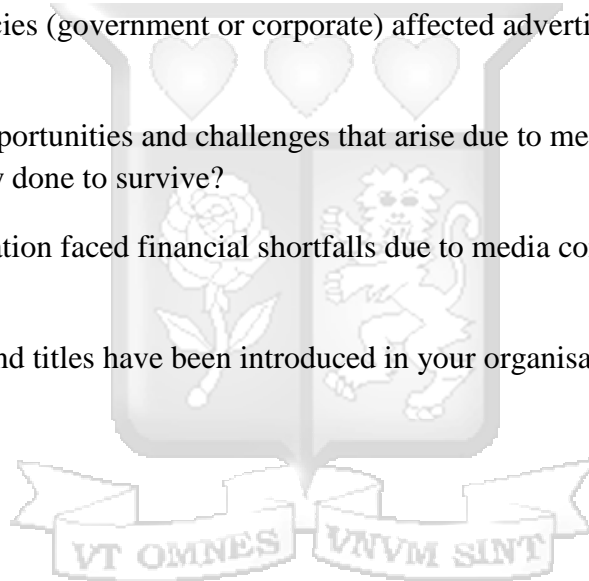 cies (government or corporate) affected adverti
portunities and challenges that arise due to me
done to survive?
ation faced financial shortfalls due to media co
nd titles have been introduced in your organisa
VT OMNES VNVM SINT